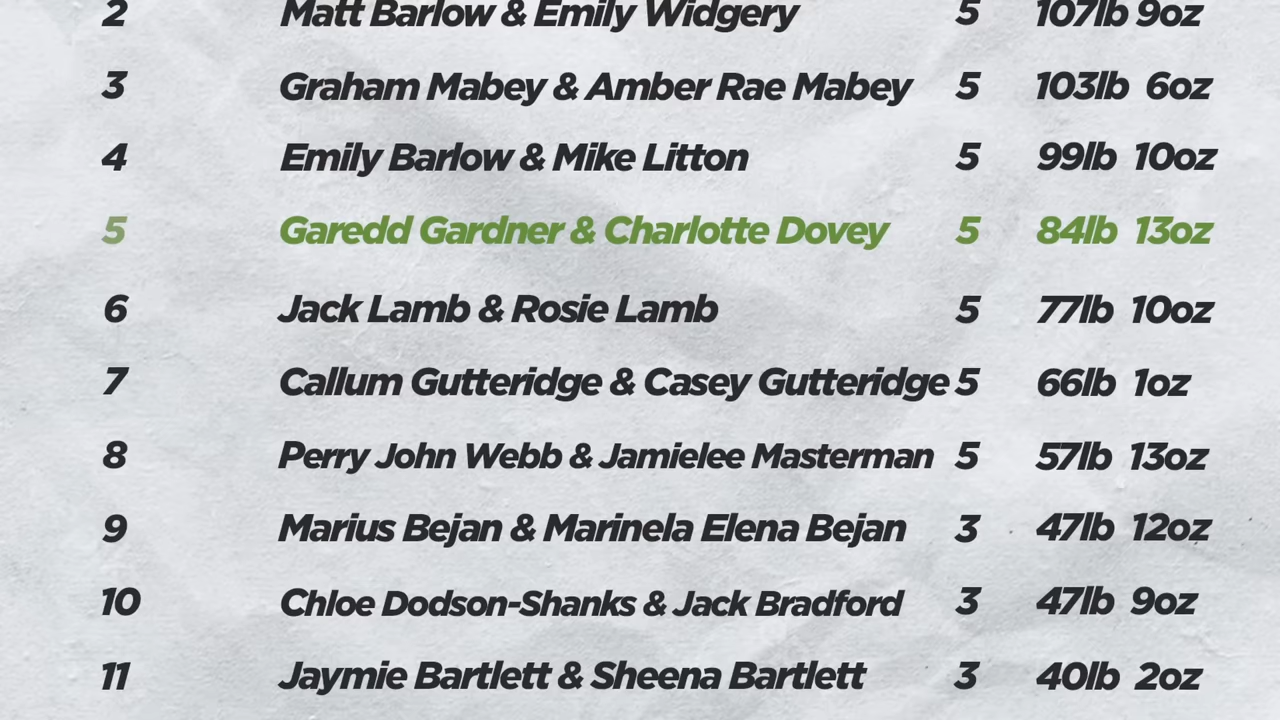 2 Matt Barlow & Emily Widgery 5 107lb 9oz
3 Graham Mabey & Amber Rae Mabey 5 103lb 6oz
4 Emily Barlow & Mike Litton 5 99lb 10oz
5 Garedd Gardner & Charlotte Dovey 5 84lb 13oz
6 Jack Lamb & Rosie Lamb 5 77lb 10oz
7 Callum Gutteridge & Casey Gutteridge 5 66lb 1oz
8 Perry John Webb & Jamielee Masterman 5 57lb 13oz
9 Marius Bejan & Marinela Elena Bejan 3 47lb 12oz
10 Chloe Dodson-Shanks & Jack Bradford 3 47lb 9oz
11 Jaymie Bartlett & Sheena Bartlett 3 40lb 2oz